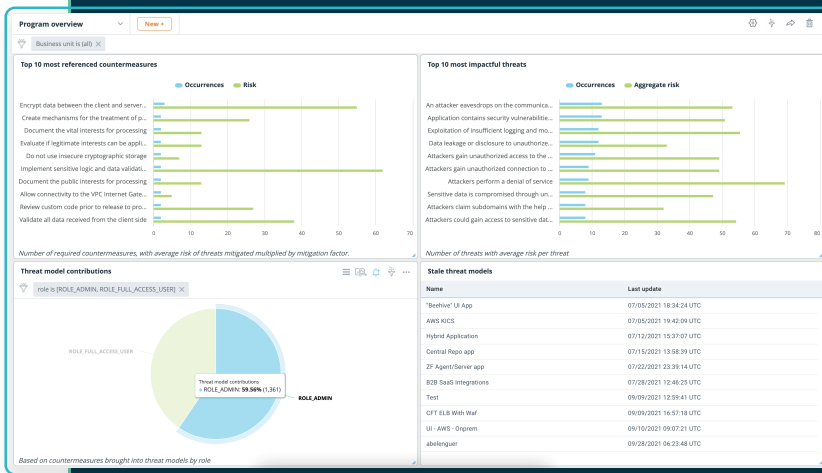 Program overview
New +
Business unit is (all) ×
Top 10 most referenced countermeasures
Occurrences Risk
Encrypt data between the client and server...
Create mechanisms for the treatment of p...
Document the vital interests for processing
Evaluate if legitimate interests can be appli...
Do not use insecure cryptographic storage
Implement sensitive logic and data validati...
Document the public interests for processing
Allow connectivity to the VPC Internet Gate...
Review custom code prior to release to pro...
Validate all data received from the client side
0 10 20 30 40 50 60 70
Number of required countermeasures, with average risk of threats mitigated multiplied by mitigation factor.
Top 10 most impactful threats
Occurrences Aggregate risk
An attacker eavesdrops on the communica...
Application contains security vulnerabilitie...
Exploitation of insufficient logging and mo...
Data leakage or disclosure to unauthorize...
Attackers gain unauthorized access to the ...
Attackers gain unauthorized connection to ...
Attackers perform a denial of service
Sensitive data is compromised through un...
Attackers claim subdomains with the help ...
Attackers could gain access to sensitive dat...
0 10 20 30 40 50 60 70 80
Number of threats with average risk per threat
Threat model contributions
role is [ROLE_ADMIN, ROLE_FULL_ACCESS_USER] ×
ROLE_FULL_ACCESS_USER
Threat model contributions
ROLE_ADMIN: 59.56% (1,361)
ROLE_ADMIN
Based on countermeasures brought into threat models by role
Stale threat models
Name Last update
"Beehive" UI App 07/05/2021 18:34:24 UTC
AWS KICS 07/05/2021 19:42:09 UTC
Hybrid Application 07/12/2021 15:37:07 UTC
Central Repo app 07/15/2021 13:58:39 UTC
ZF Agent/Server app 07/22/2021 23:39:14 UTC
B2B SaaS Integrations 07/28/2021 12:46:25 UTC
Test 09/09/2021 12:59:41 UTC
CFT ELB With Waf 09/09/2021 16:57:18 UTC
UI - AWS - Onprem 09/10/2021 09:07:21 UTC
abelenguer 09/28/2021 06:23:48 UTC